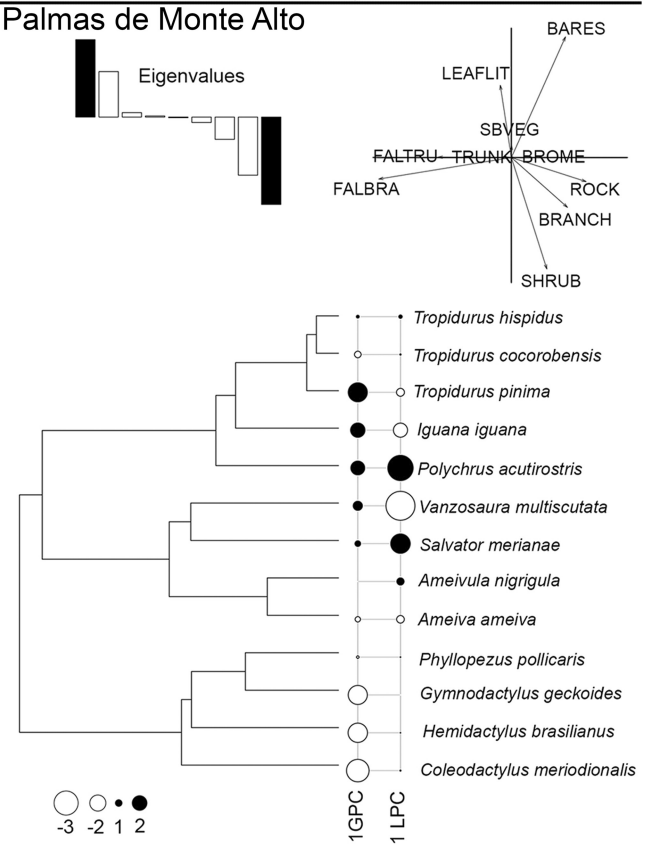 Palmas de Monte Alto
Eigenvalues
BARES
LEAFLIT
SBVEG
FALTRU TRUNK BROME
FALBRA
ROCK
BRANCH
SHRUB
Tropidurus hispidus
Tropidurus cocorobensis
Tropidurus pinima
Iguana iguana
Polychrus acutirostris
Vanzosaura multiscutata
Salvator merianae
Ameivula nigrigula
Ameiva ameiva
Phyllopezus pollicaris
Gymnodactylus geckoides
Hemidactylus brasilianus
Coleodactylus meriodionalis
-3 -2 1 2
1GPC
1 LPC